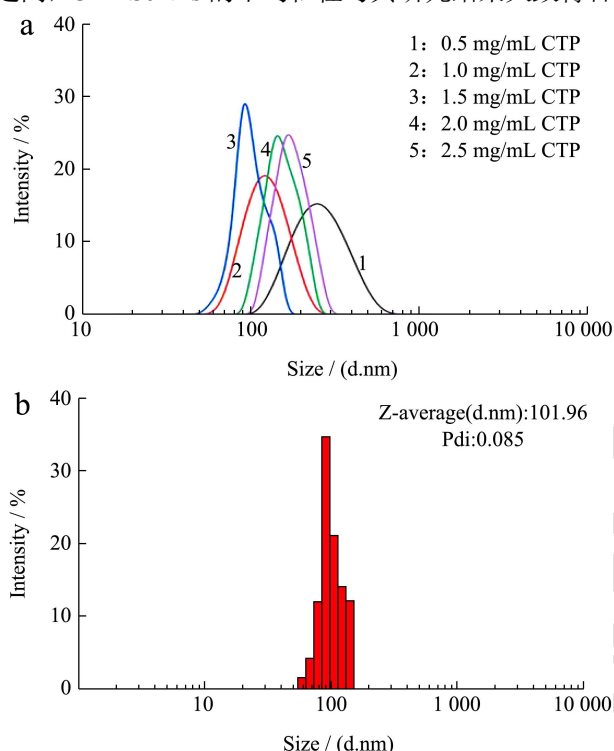 a
40
30
20
10
0
Intensity / %
1：0.5 mg/mL CTP
2：1.0 mg/mL CTP
3：1.5 mg/mL CTP
4：2.0 mg/mL CTP
5：2.5 mg/mL CTP
3
4
5
2
1
10
100
1 000
10 000
Size / (d.nm)
b
40
30
20
10
0
Intensity / %
Z-average(d.nm):101.96
Pdi:0.085
10
100
1 000
10 000
Size / (d.nm)